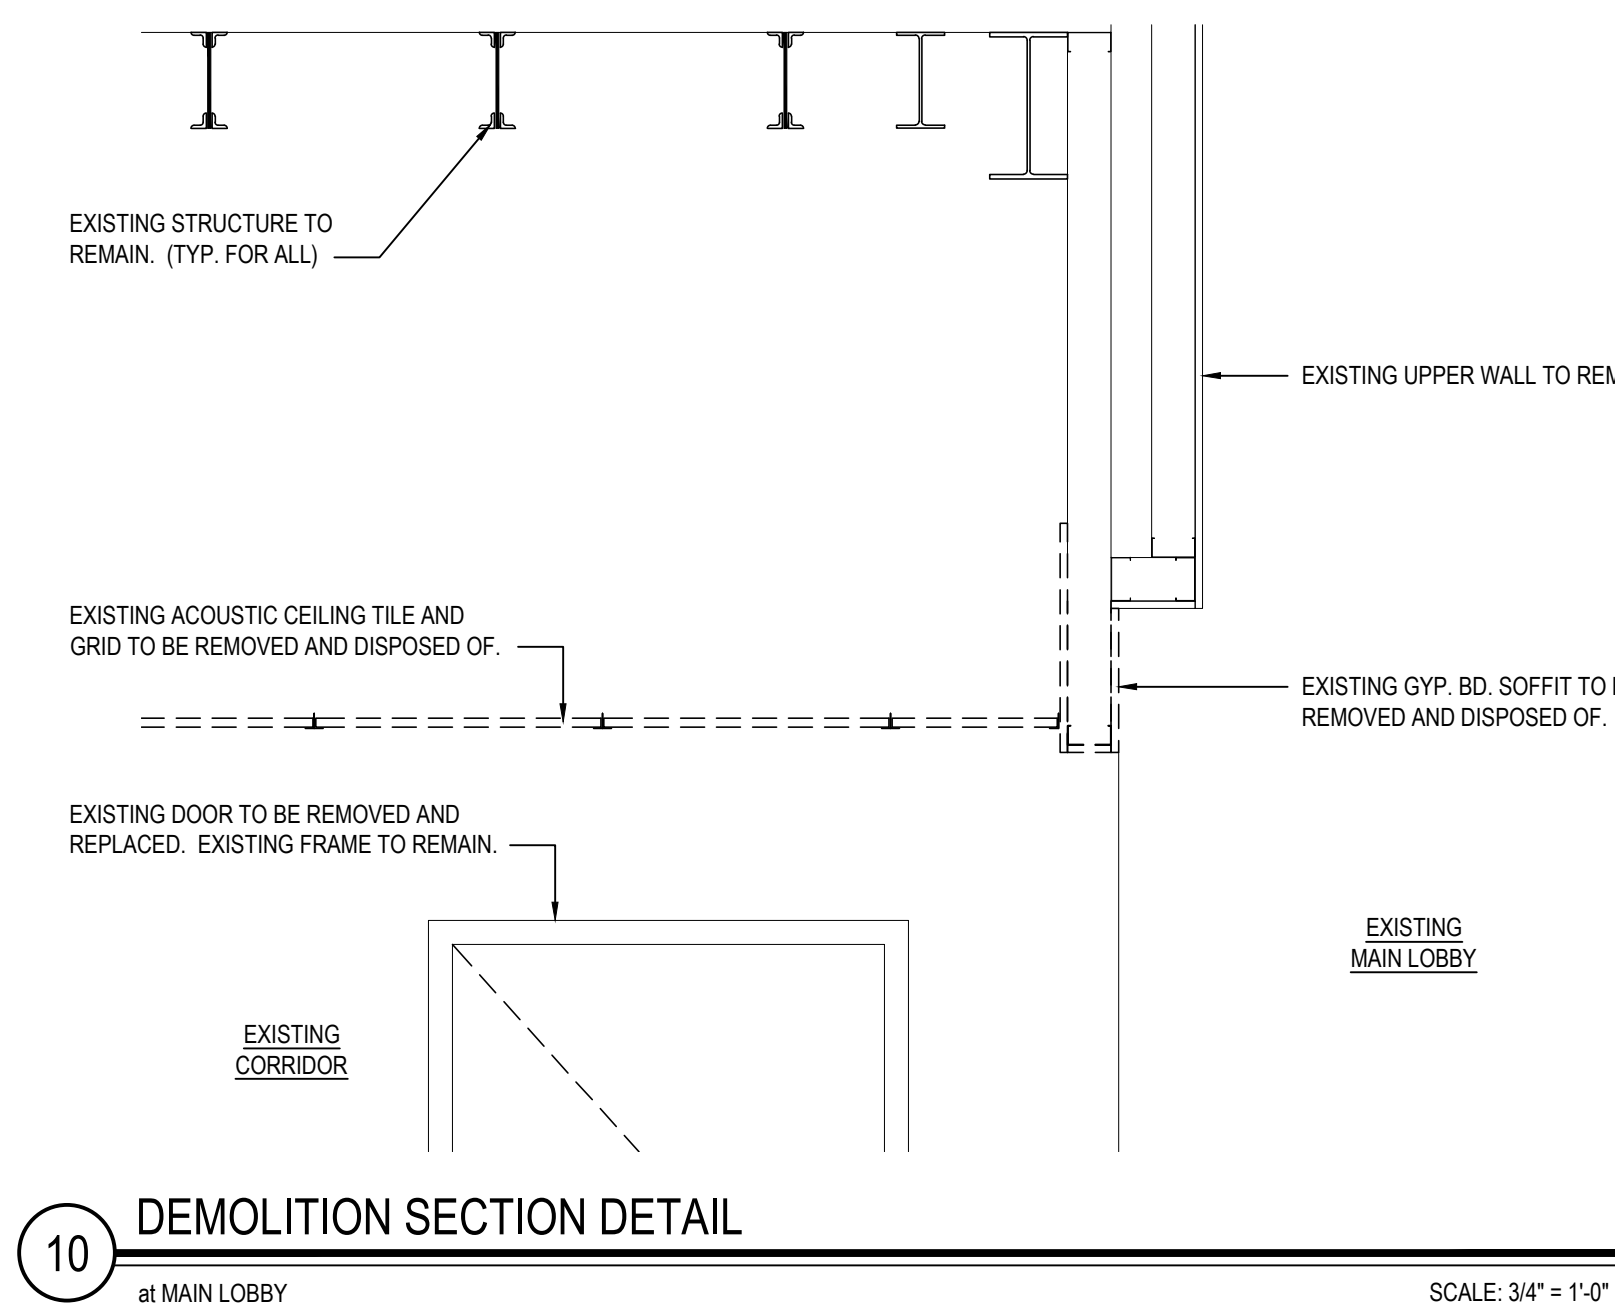 EXISTING STRUCTURE TO
REMAIN. (TYP. FOR ALL)
EXISTING UPPER WALL TO
EXISTING ACOUSTIC CEILING TILE AND
GRID TO BE REMOVED AND DISPOSED OF.
EXISTING GYP. BD. SOFFIT TO
REMOVED AND DISPOSED OF.
EXISTING DOOR TO BE REMOVED AND
REPLACED. EXISTING FRAME TO REMAIN.
EXISTING
MAIN LOBBY
EXISTING
CORRIDOR
10
DEMOLITION SECTION DETAIL
at MAIN LOBBY
SCALE: 3/4" = 1'-0"